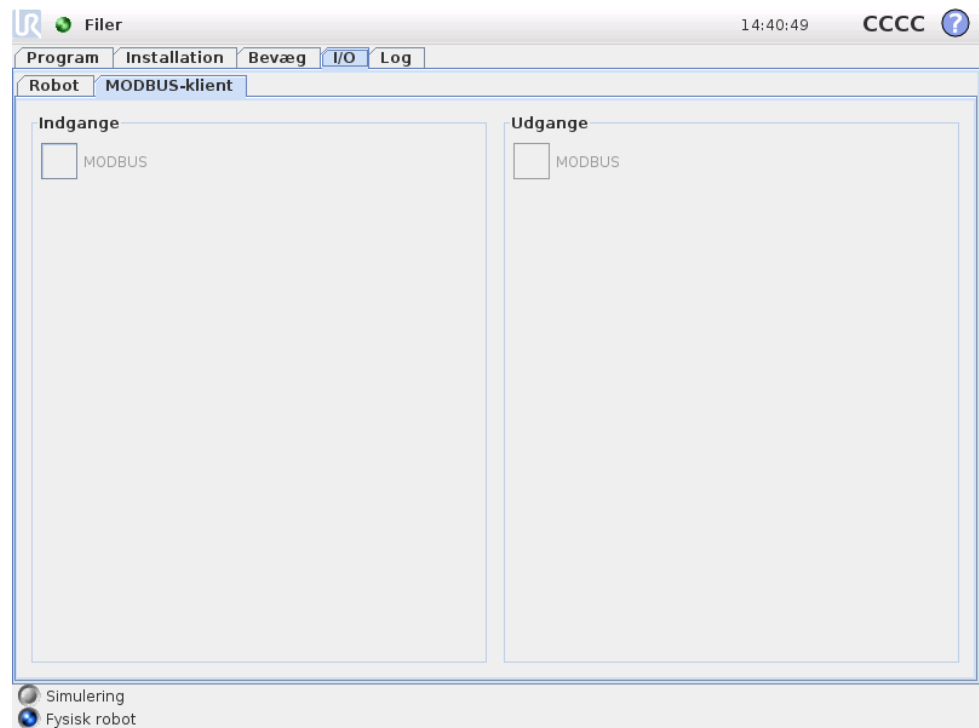 UR Filer 14:40:49 CCCC ?
Program Installation Bevæg I/O Log
Robot MODBUS-klient
Indgange Udgange
MODBUS MODBUS
Simulering
Fysisk robot